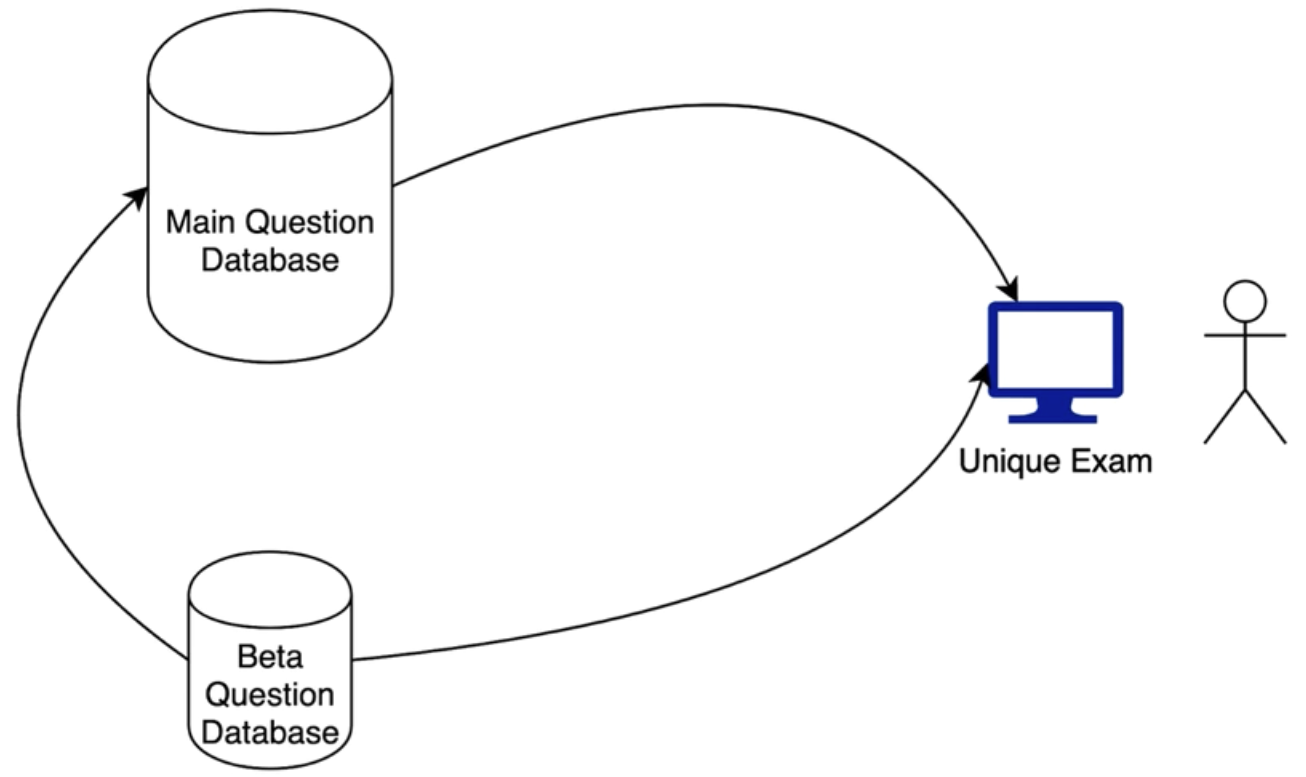 Main Question
Database
Unique Exam
Beta
Question
Database